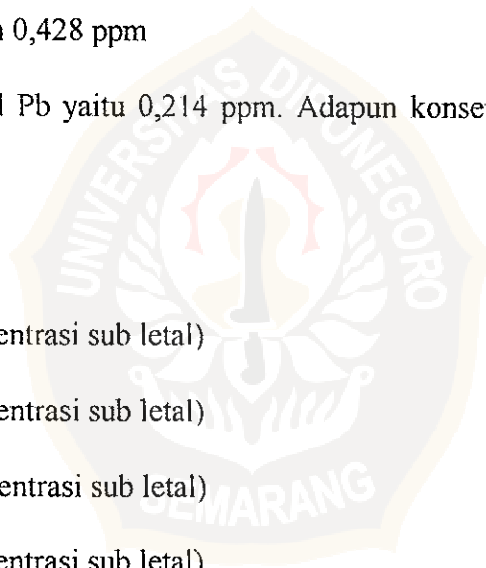 0,428 ppm
Pb yaitu 0,214 ppm. Adapun
UNIVERSITAS DIPONEGORO
entrasi sub letal)
entrasi sub letal)
entrasi sub letal)
SEMARANG
entrasi sub letal)